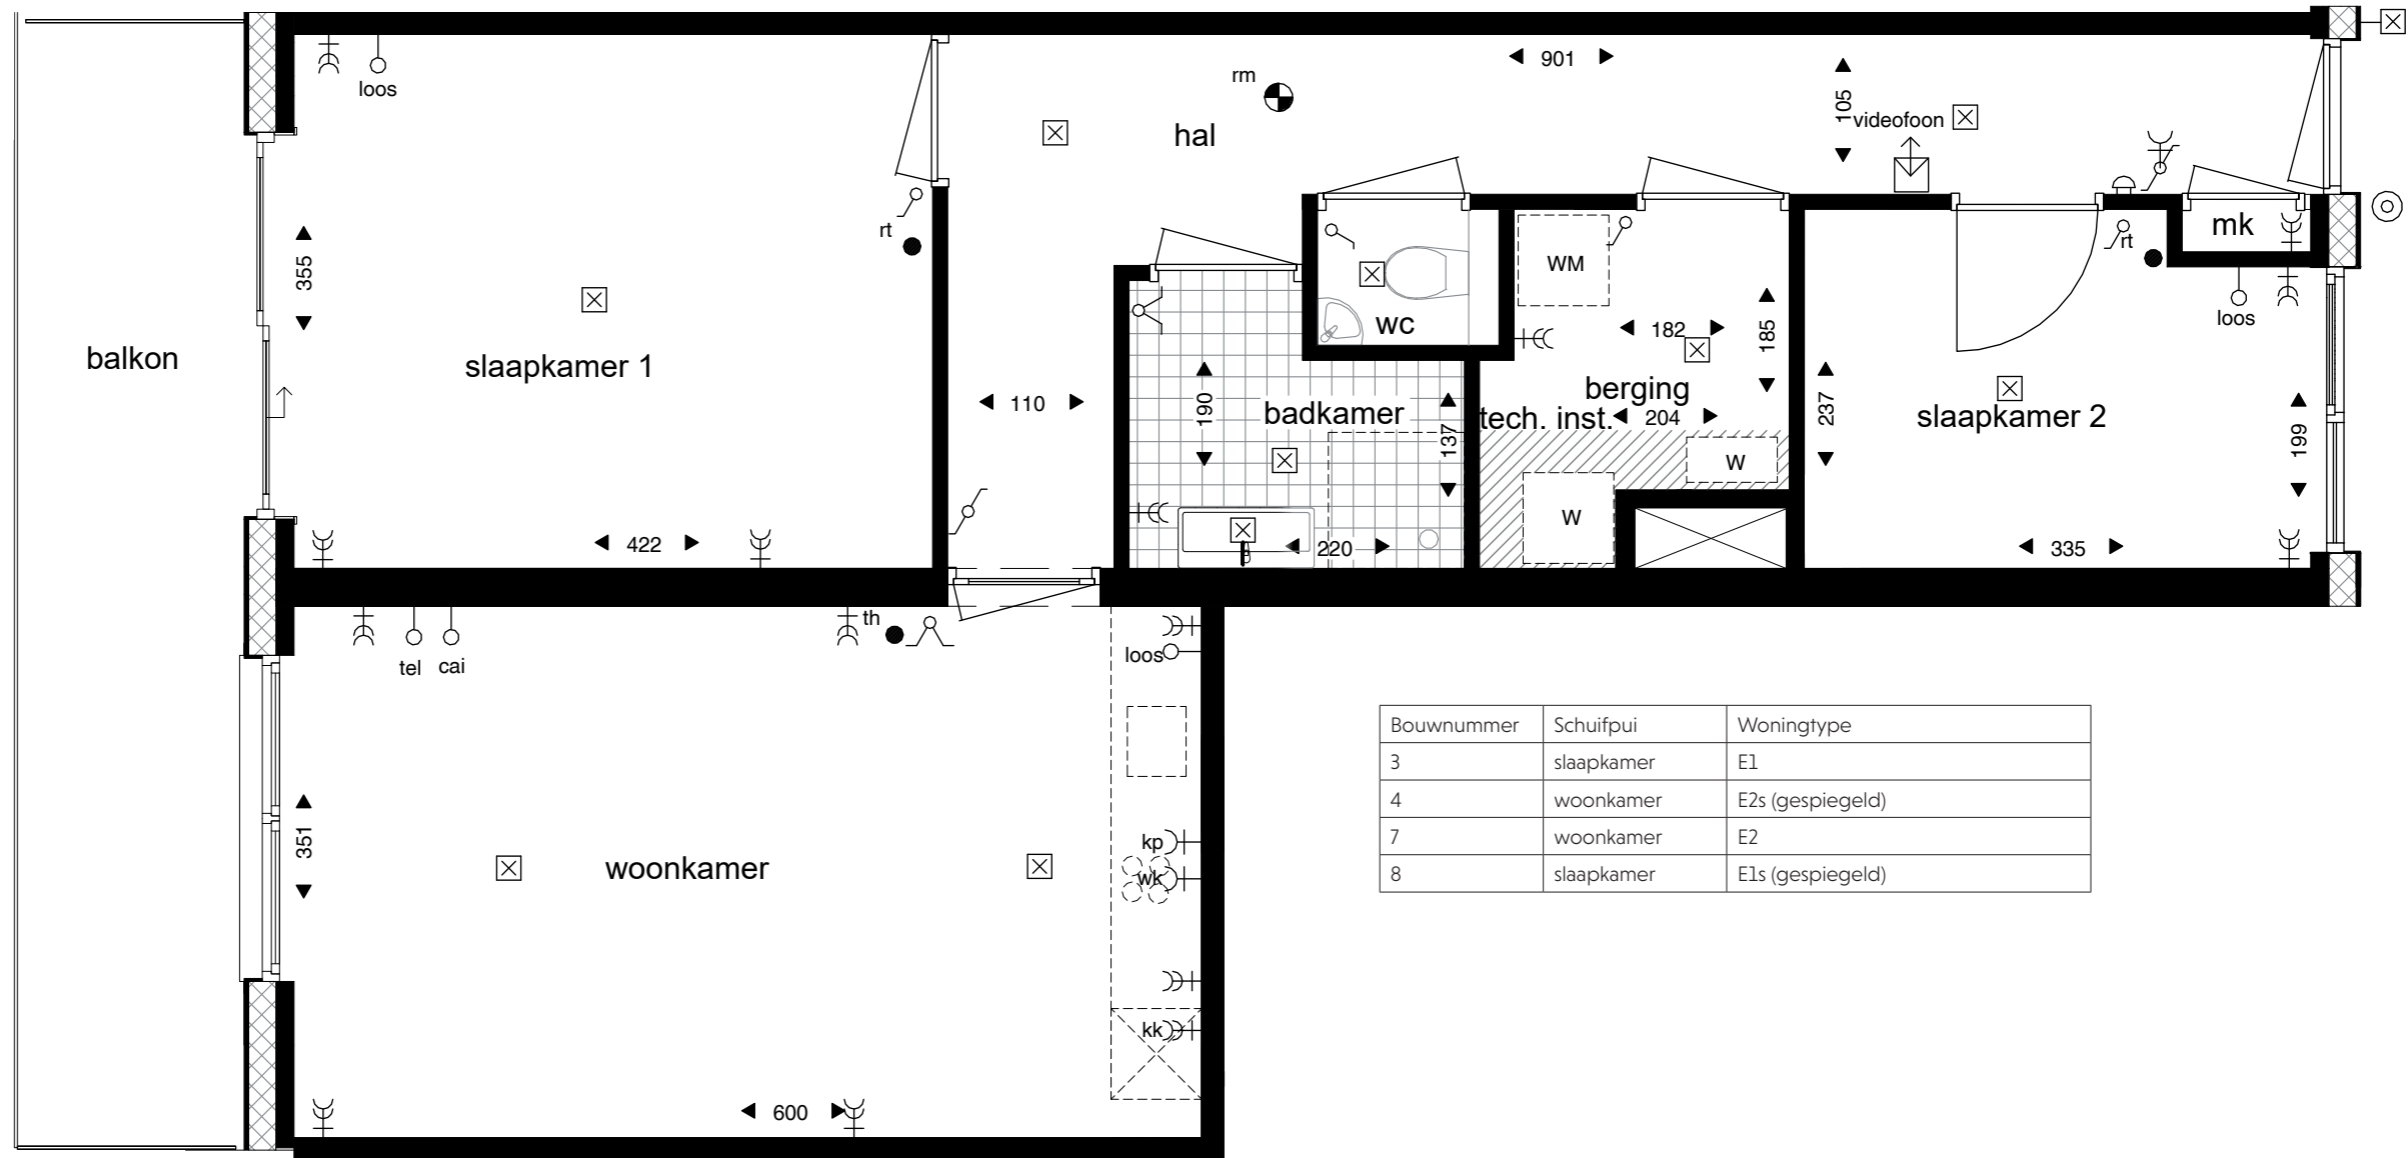 901
rm
loos
105
videofoon
hal
mk
rt
rt
WM
355
WC
182
185
loos
balkon
slaapkamer 1
berging
110
190
badkamer
137
tech. inst.
204
237
slaapkamer 2
199
W
W
422
220
335
th
tel
cai
loos
Bouwnummer Schuifpui Woningtype
3 slaapkamer E1
4 woonkamer E2s (gespiegeld)
7 woonkamer E2
8 slaapkamer E1s (gespiegeld)
351
woonkamer
kp
wk
kk
600